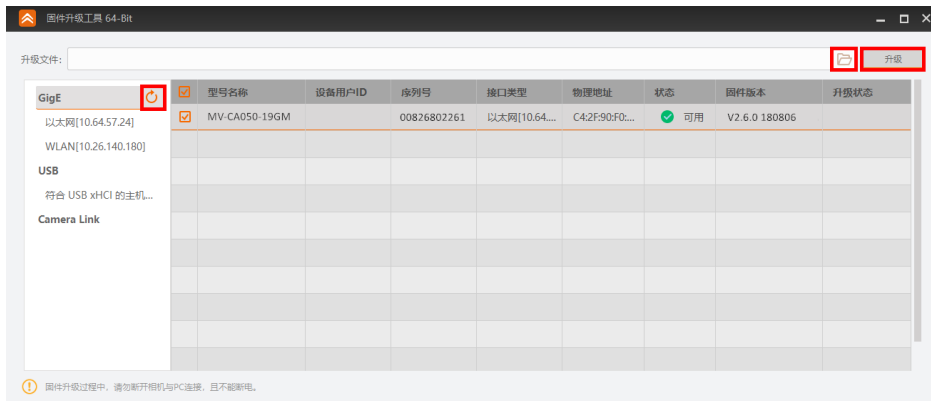 固件升级工具 64-Bit
升级文件:
升级
GigE
以太网[10.64.57.24]
WLAN[10.26.140.180]
USB
符合 USB xHCI 的主机...
Camera Link
型号名称 设备用户ID 序列号 接口类型 物理地址 状态 固件版本 升级状态
MV-CA050-19GM 00826802261 以太网[10.64.... C4:2F:90:F0:... 可用 V2.6.0 180806
固件升级过程中，请勿断开相机与PC连接，且不能断电。